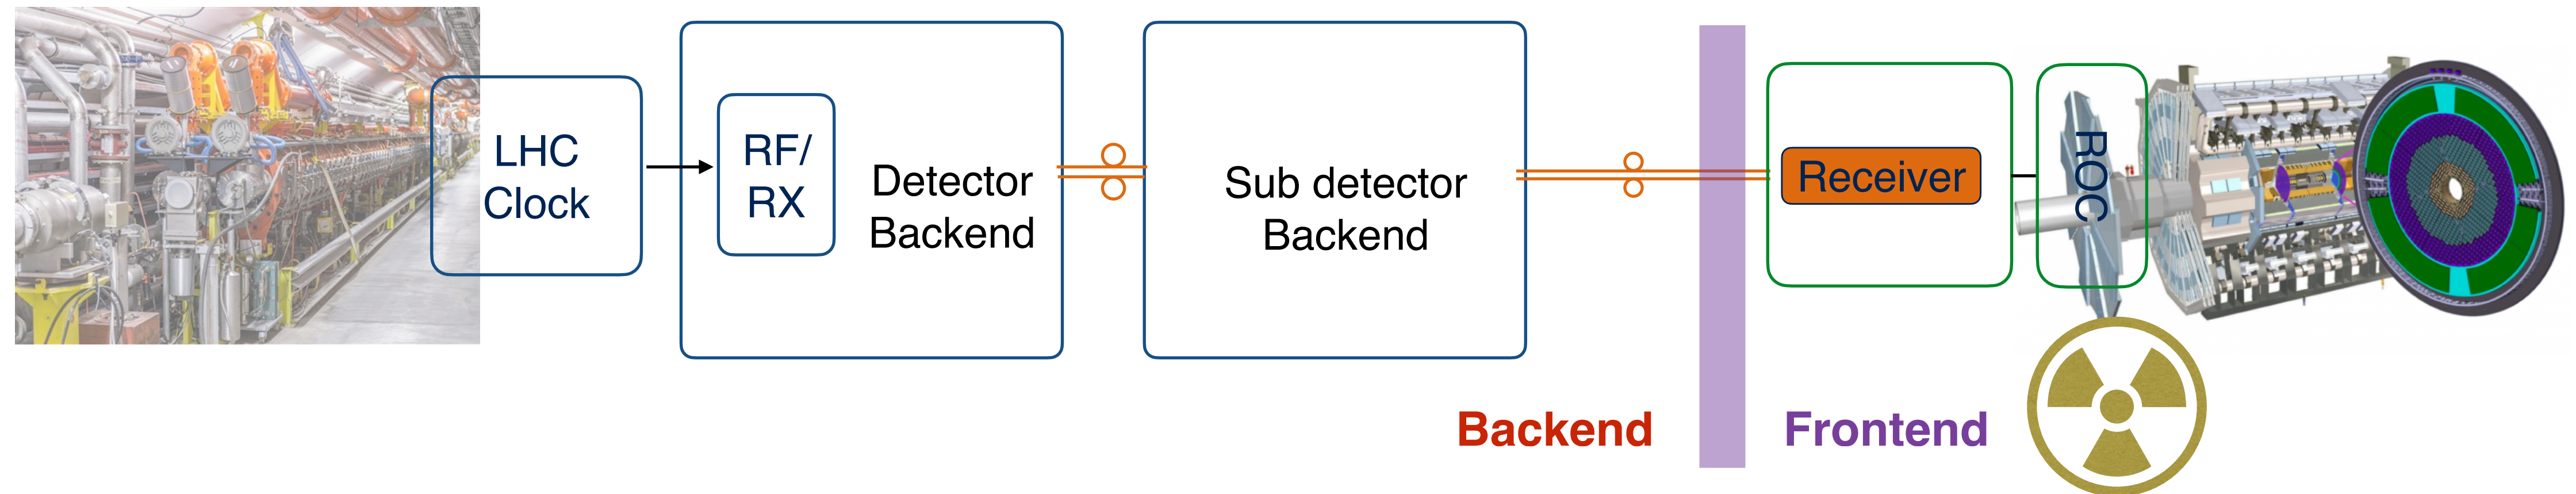 LHC
Clock
RF/
RX
Detector
Backend
Sub detector
Backend
Receiver
ROC
Backend
Frontend